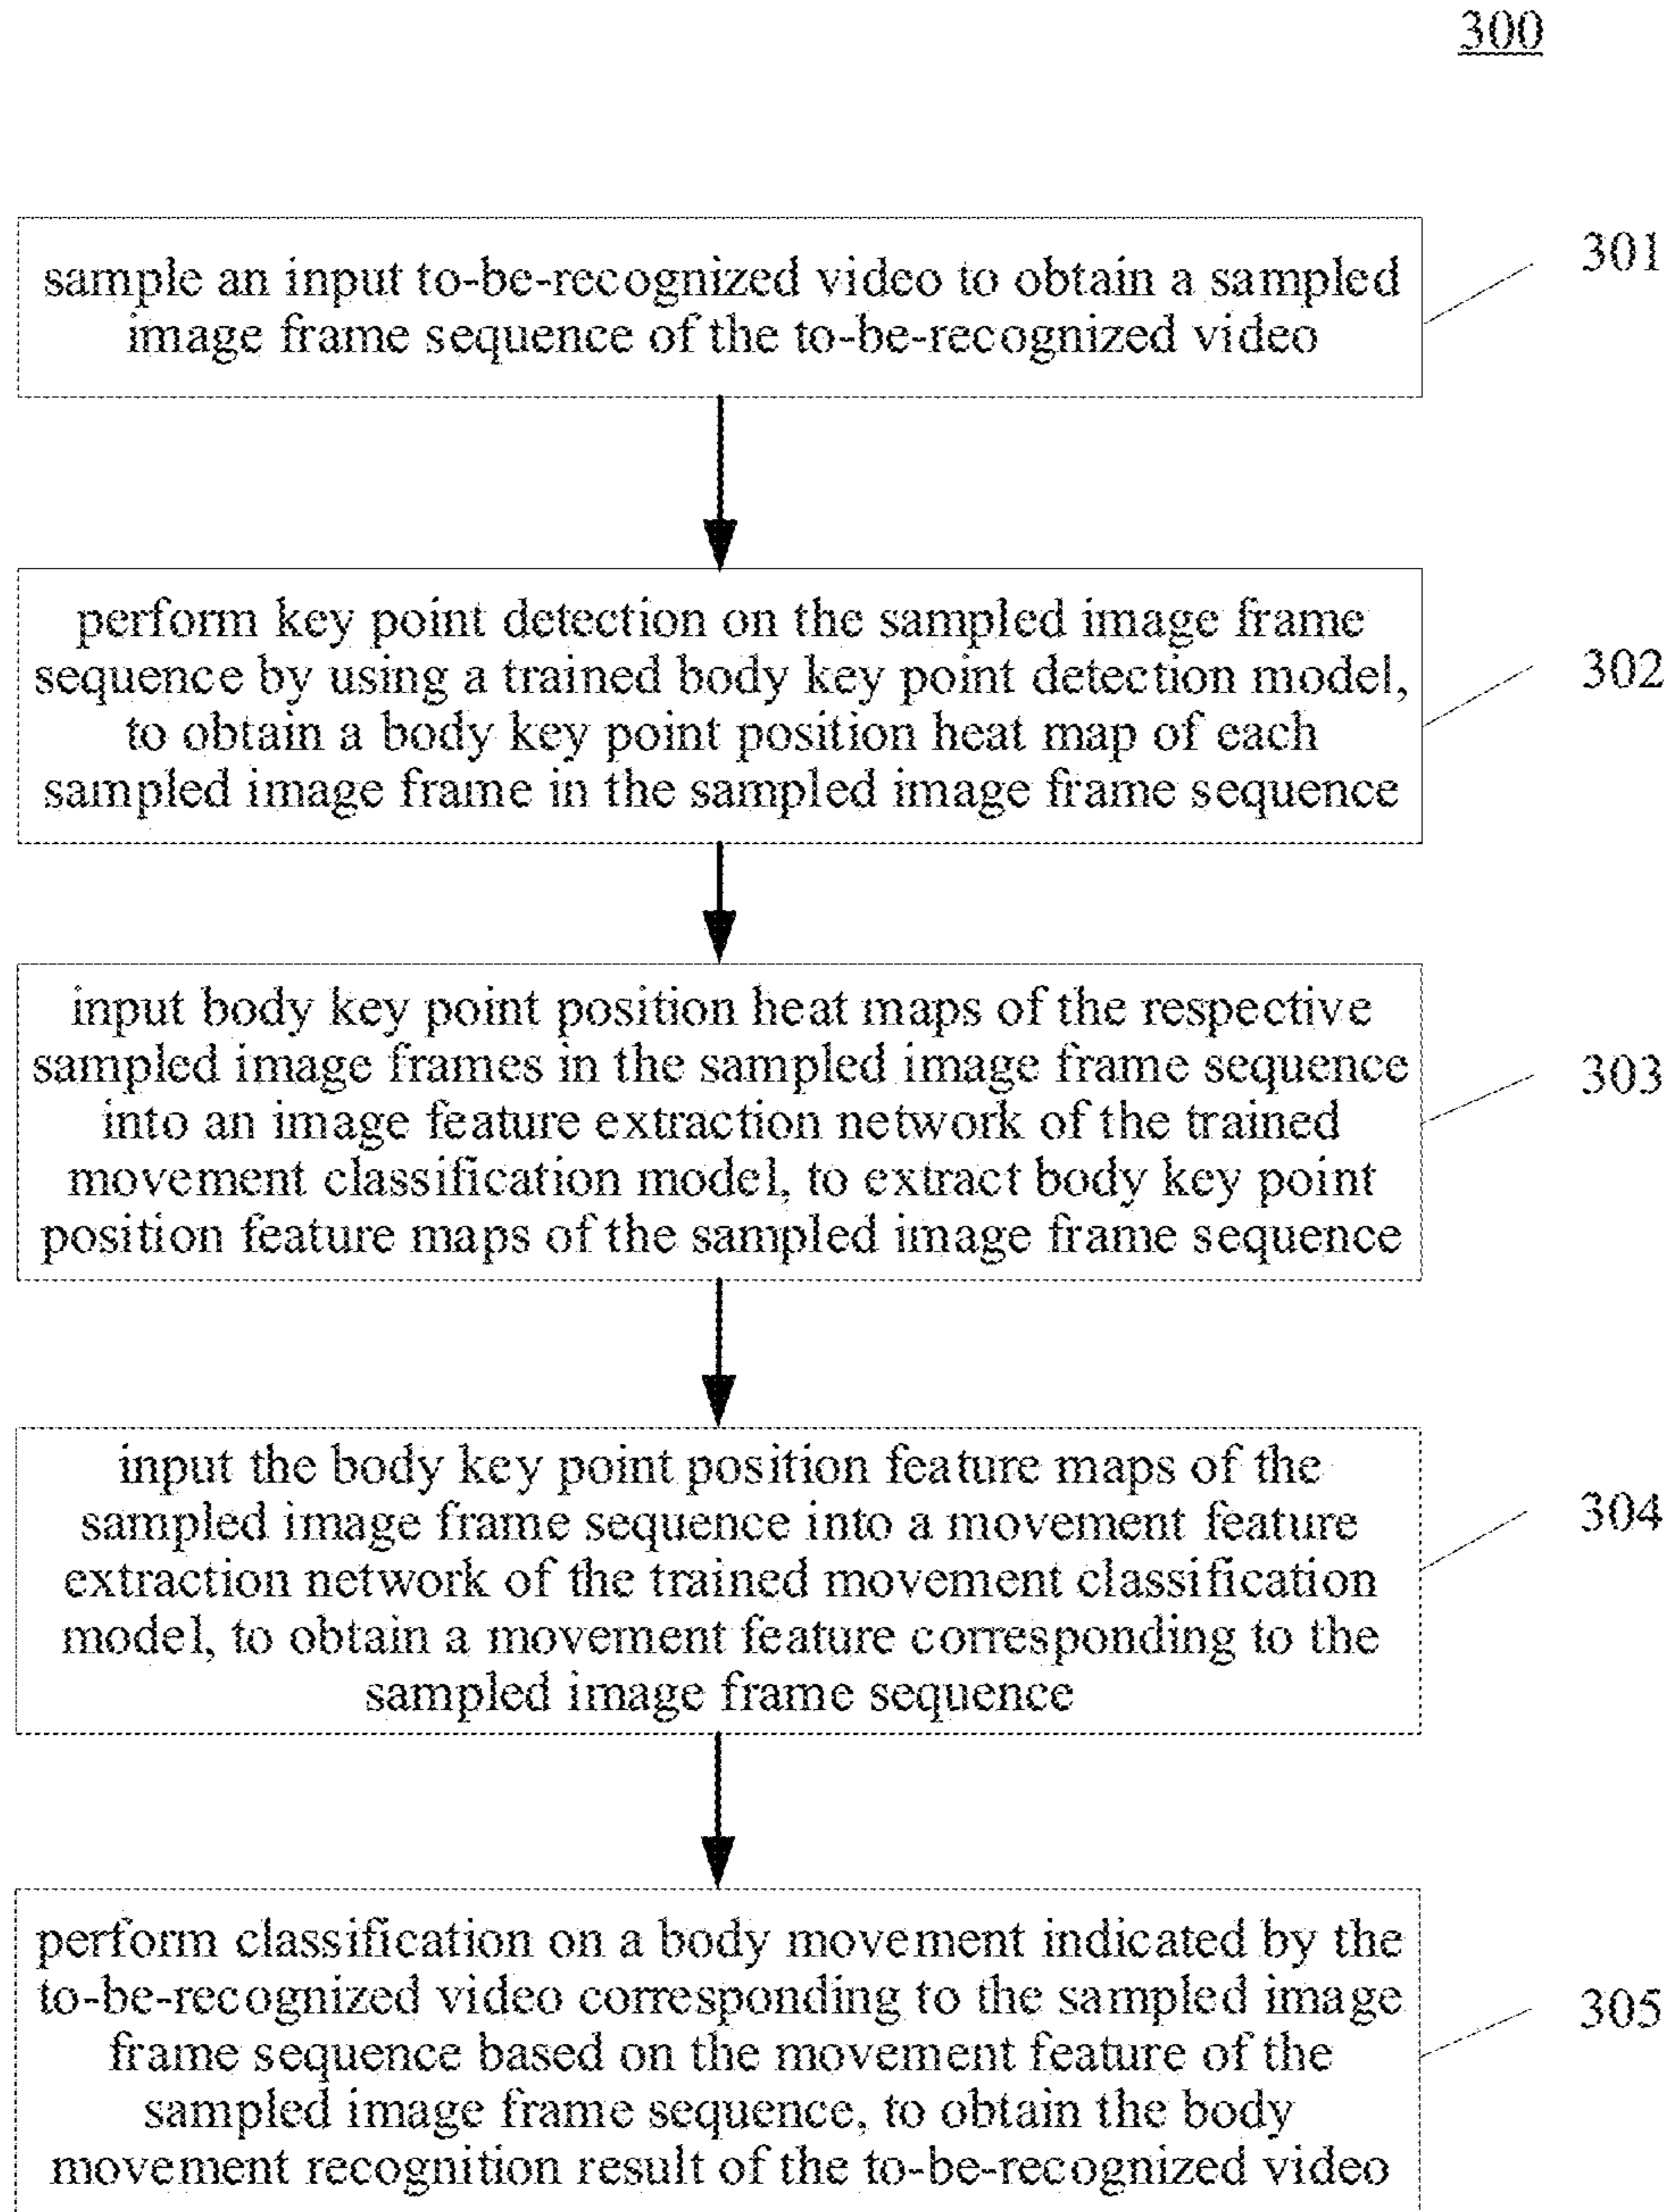 300
sample an input to-be-recognized video to obtain a sampled
image frame sequence of the to-be-recognized video
301
perform key point detection on the sampled image frame
sequence by using a trained body key point detection model,
to obtain a body key point position heat map of each
sampled image frame in the sampled image frame sequence
302
input body key point position heat maps of the respective
sampled image frames in the sampled image frame sequence
into an image feature extraction network of the trained
movement classification model, to extract body key point
position feature maps of the sampled image frame sequence
303
input the body key point position feature maps of the
sampled image frame sequence into a movement feature
extraction network of the trained movement classification
model, to obtain a movement feature corresponding to the
sampled image frame sequence
304
perform classification on a body movement indicated by the
to-be-recognized video corresponding to the sampled image
frame sequence based on the movement feature of the
sampled image frame sequence, to obtain the body
movement recognition result of the to-be-recognized video
305